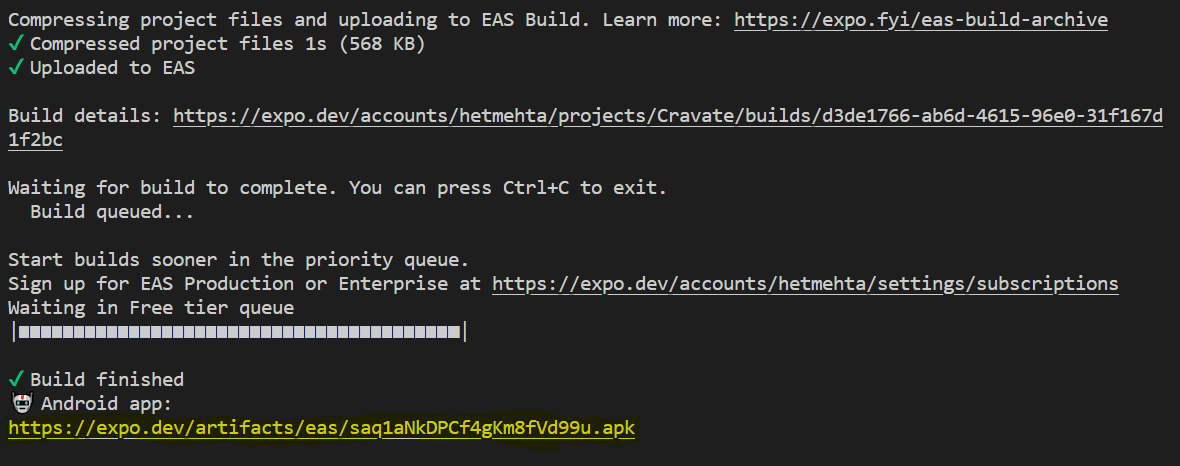 Compressing project files and uploading to EAS Build. Learn more: https://expo.fyi/eas-build-archive
✓ Compressed project files 1s (568 KB)
✓ Uploaded to EAS
Build details: https://expo.dev/accounts/hetmehta/projects/Cravate/builds/d3de1766-ab6d-4615-96e0-31f167d
1f2bc
Waiting for build to complete. You can press Ctrl+C to exit.
Build queued...
Start builds sooner in the priority queue.
Sign up for EAS Production or Enterprise at https://expo.dev/accounts/hetmehta/settings/subscriptions
Waiting in Free tier queue
✓ Build finished
Android app:
https://expo.dev/artifacts/eas/saq1aNkDPCf4gKm8fVd99u.apk